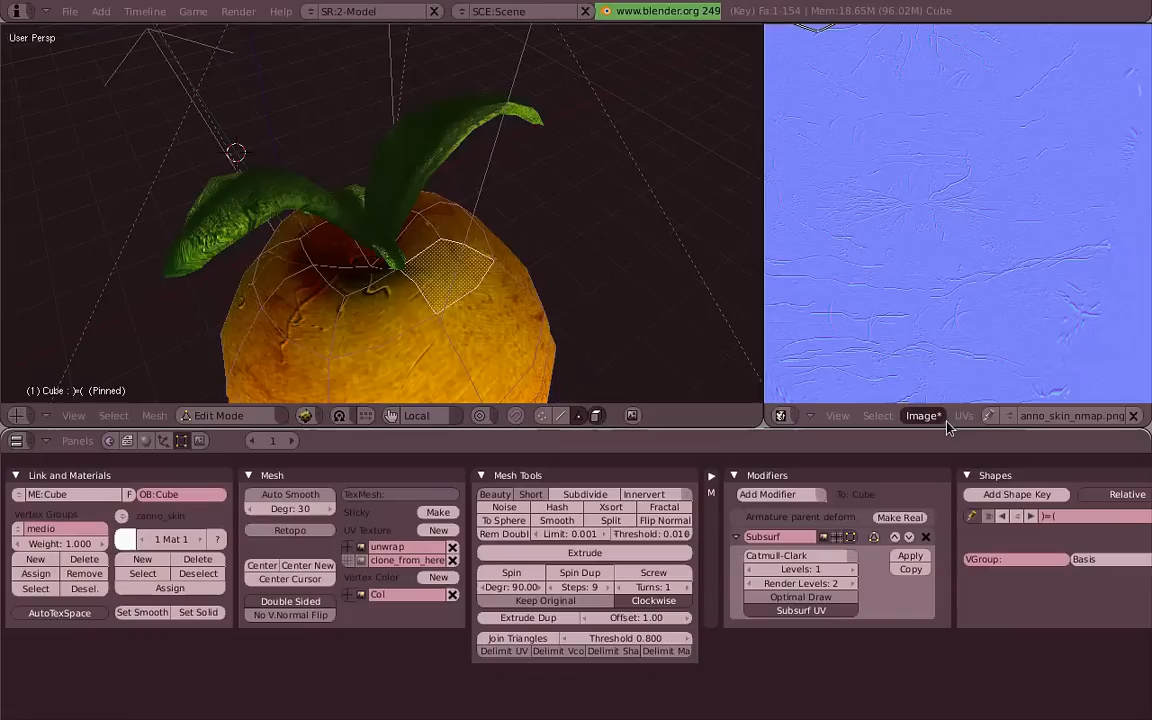 File Add Timeline Game Render Help SR:2-Model SCE:Scene www.blender.org 249 (Key) Fa:1-154 | Mem:18.65M (96.02M) Cube
User Persp
(1) Cube : )=( (Pinned)
View Select Mesh Edit Mode Local View Select Image* UVs anno_skin_nmap.png
Panels 1
Link and Materials
ME:Cube F OB:Cube
Vertex Groups
medio
Weight: 1.000
New Delete
Assign Remove
Select Desel.
AutoTexSpace
zanno_skin
1 Mat 1 ?
New Delete
Select Deselect
Assign
Set Smooth Set Solid
Mesh
Auto Smooth
Degr: 30
Retopo
Center Center New
Center Cursor
Double Sided
No V.Normal Flip
TexMesh:
Sticky Make
UV Texture New
unwrap
clone_from_here
Vertex Color New
Col
Mesh Tools
Beauty Short Subdivide Innervert
Noise Hash Xsort Fractal
To Sphere Smooth Split Flip Normal
Rem Doubl Limit: 0.001 Threshold: 0.010
Extrude
Spin Spin Dup Screw
Degr: 90.00 Steps: 9 Turns: 1
Keep Original Clockwise
Extrude Dup Offset: 1.00
Join Triangles Threshold 0.800
Delimit UV Delimit Vco Delimit Sha Delimit Ma
M
Modifiers
Add Modifier To: Cube
Armature parent deform Make Real
Subsurf
Catmull-Clark Apply
Levels: 1 Copy
Render Levels: 2
Optimal Draw
Subsurf UV
Shapes
Add Shape Key Relative
)=(
VGroup: Basis